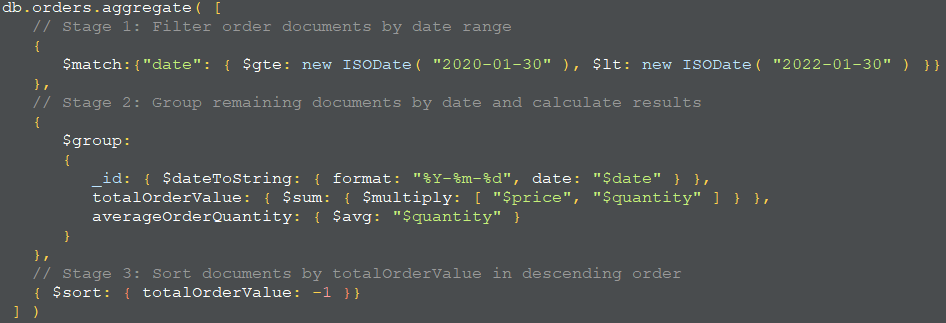 db.orders.aggregate( [
   // Stage 1: Filter order documents by date range
   {
      $match:{"date": { $gte: new ISODate( "2020-01-30" ), $lt: new ISODate( "2022-01-30" ) }}
   },
   // Stage 2: Group remaining documents by date and calculate results
   {
      $group:
      {
         _id: { $dateToString: { format: "%Y-%m-%d", date: "$date" } },
         totalOrderValue: { $sum: { $multiply: [ "$price", "$quantity" ] } },
         averageOrderQuantity: { $avg: "$quantity" }
      }
   },
   // Stage 3: Sort documents by totalOrderValue in descending order
   { $sort: { totalOrderValue: -1 }}
 ] )